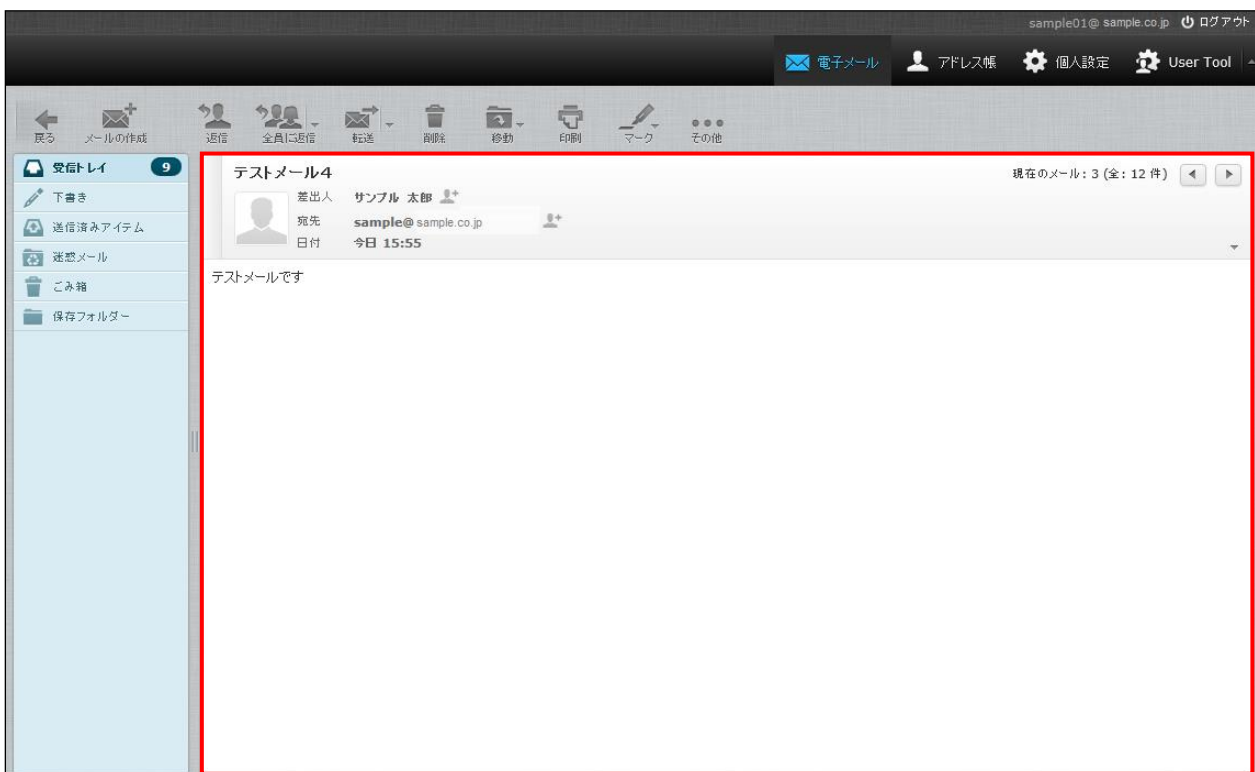 sample01@ sample.co.jp ログアウト
電子メール アドレス帳 個人設定 User Tool
戻る メールの作成 返信 全員に返信 転送 削除 移動 印刷 マーク その他
受信トレイ 9
下書き
送信済みアイテム
迷惑メール
ごみ箱
保存フォルダー
テストメール4 現在のメール: 3 (全: 12 件)
差出人 サンプル 太郎
宛先 sample@ sample.co.jp
日付 今日 15:55
テストメールです